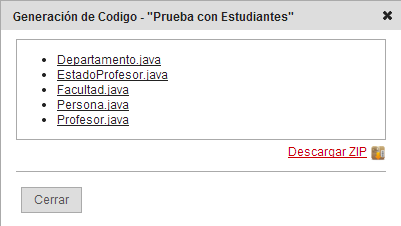 Generación de Codigo - "Prueba con Estudiantes"
Departamento.java
EstadoProfesor.java
Facultad.java
Persona.java
Profesor.java
Descargar ZIP
Cerrar